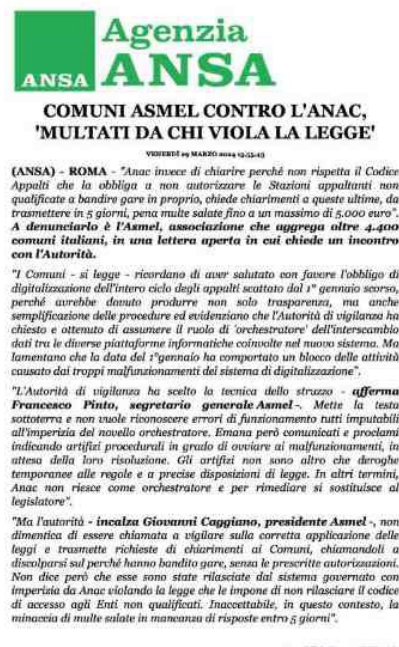 ANSA
Agenzia
ANSA
COMUNI ASMEL CONTRO L'ANAC,
'MULTATI DA CHI VIOLA LA LEGGE'
VENERDÌ 29 MARZO 2024 13.55.43
(ANSA) - ROMA - "Anac invece di chiarire perché non rispetta il Codice
Appalti che la obbliga a non autorizzare le Stazioni appaltanti non
qualificate a bandire gare in proprio, chiede chiarimenti a queste ultime, da
trasmettere in 5 giorni, pena multe salate fino a un massimo di 5.000 euro".
A denunciarlo è l'Asmel, associazione che aggrega oltre 4.400
comuni italiani, in una lettera aperta in cui chiede un incontro
con l'Autorità.
"I Comuni - si legge - ricordano di aver salutato con favore l'obbligo di
digitalizzazione dell'intero ciclo degli appalti scattato dal 1° gennaio scorso,
perché avrebbe dovuto produrre non solo trasparenza, ma anche
semplificazione delle procedure ed evidenziano che l'Autorità di vigilanza ha
chiesto e ottenuto di assumere il ruolo di 'orchestratore' dell'interscambio
dati tra le diverse piattaforme informatiche coinvolte nel nuovo sistema. Ma
lamentano che la data del 1°gennaio ha comportato un blocco delle attività
causato dai troppi malfunzionamenti del sistema di digitalizzazione".
"L'Autorità di vigilanza ha scelto la tecnica dello struzzo - afferma
Francesco Pinto, segretario generale Asmel -. Mette la testa
sottoterra e non vuole riconoscere errori di funzionamento tutti imputabili
all'imperizia del novello orchestratore. Emana però comunicati e proclami
indicando artifizi procedurali in grado di ovviare ai malfunzionamenti, in
attesa della loro risoluzione. Gli artifizi non sono altro che deroghe
temporanee alle regole e a precise disposizioni di legge. In altri termini,
Anac non riesce come orchestratore e per rimediare si sostituisce al
legislatore".
"Ma l'autorità - incalza Giovanni Caggiano, presidente Asmel -, non
dimentica di essere chiamata a vigilare sulla corretta applicazione delle
leggi e trasmette richieste di chiarimenti ai Comuni, chiamandoli a
discolparsi sul perché hanno bandito gare, senza le prescritte autorizzazioni.
Non dice però che esse sono state rilasciate dal sistema governato con
imperizia da Anac violando la legge che le impone di non rilasciare il codice
di accesso agli Enti non qualificati. Inaccettabile, in questo contesto, la
minaccia di multe salate in mancanza di risposte entro 5 giorni".